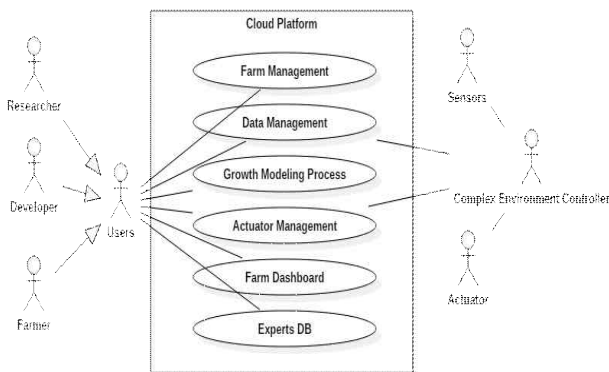 Cloud Platform
Farm Management
Data Management
Growth Modeling Process
Actuator Management
Farm Dashboard
Experts DB
Researcher
Developer
Farmer
Users
Sensors
Complex Environment Controller
Actuator